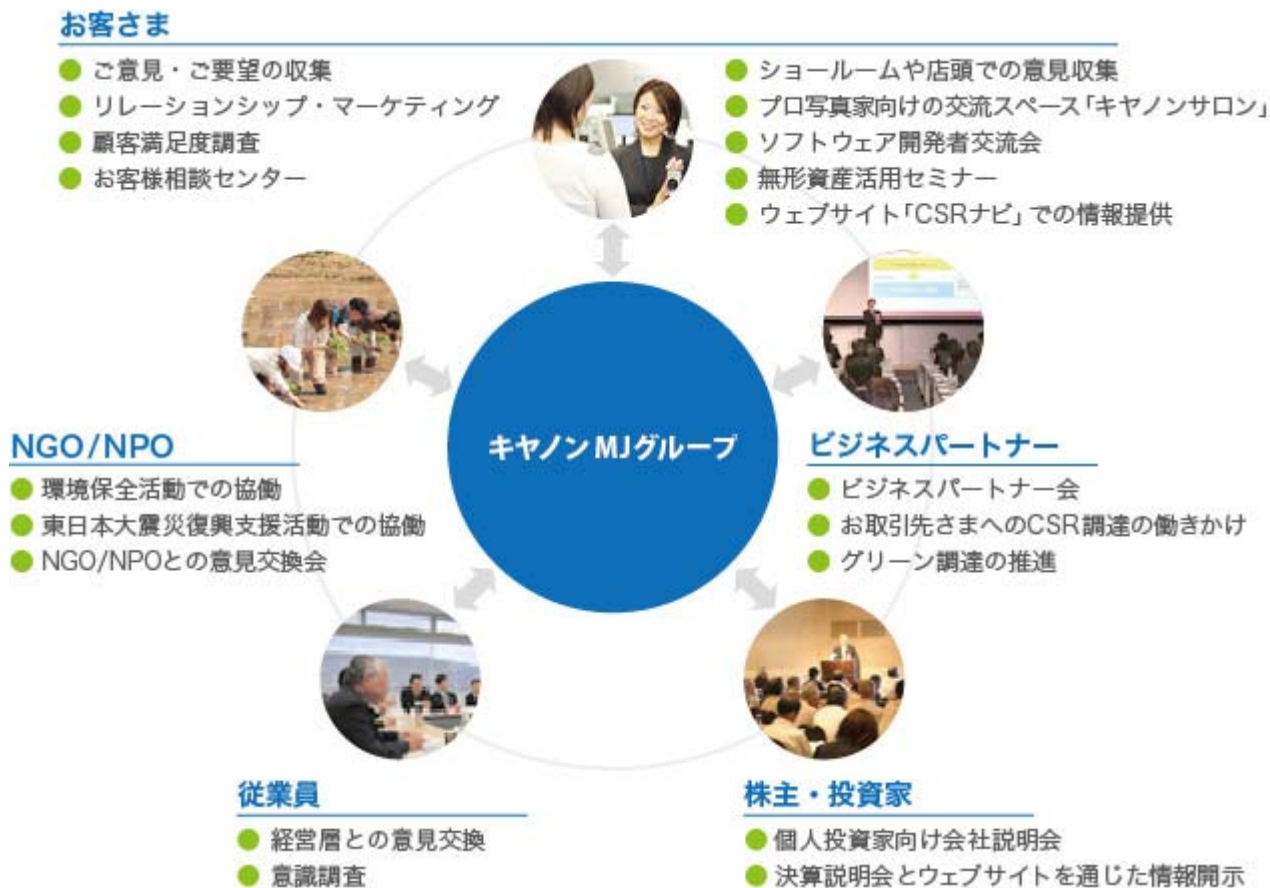 お客さま
ご意見・ご要望の収集
リレーションシップ・マーケティング
顧客満足度調査
お客様相談センター
ショールームや店頭での意見収集
プロ写真家向けの交流スペース「キヤノンサロン」
ソフトウェア開発者交流会
無形資産活用セミナー
ウェブサイト「CSRナビ」での情報提供
キヤノンMJグループ
NGO/NPO
環境保全活動での協働
東日本大震災復興支援活動での協働
NGO/NPOとの意見交換会
ビジネスパートナー
ビジネスパートナー会
お取引先さまへのCSR調達の働きかけ
グリーン調達の推進
従業員
経営層との意見交換
意識調査
株主・投資家
個人投資家向け会社説明会
決算説明会とウェブサイトを通じた情報開示